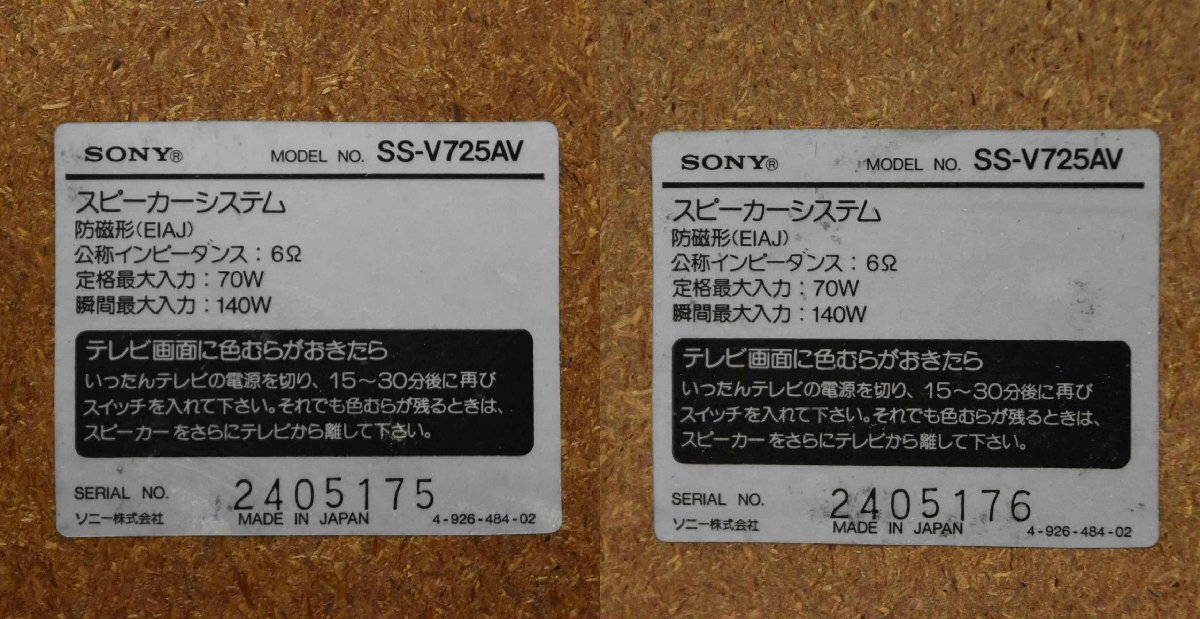 SONY® MODEL NO. SS-V725AV
スピーカーシステム
防磁形(EIAJ)
公称インピーダンス：6Ω
定格最大入力：70W
瞬間最大入力：140W
テレビ画面に色むらがおきたら
いったんテレビの電源を切り、15～30分後に再び
スイッチを入れて下さい。それでも色むらが残るときは、
スピーカーをさらにテレビから離して下さい。
SERIAL NO. 2405175
ソニー株式会社 MADE IN JAPAN 4-926-484-02
SONY® MODEL NO. SS-V725AV
スピーカーシステム
防磁形(EIAJ)
公称インピーダンス：6Ω
定格最大入力：70W
瞬間最大入力：140W
テレビ画面に色むらがおきたら
いったんテレビの電源を切り、15～30分後に再び
スイッチを入れて下さい。それでも色むらが残るときは、
スピーカーをさらにテレビから離して下さい。
SERIAL NO. 2405176
ソニー株式会社 MADE IN JAPAN 4-926-484-02